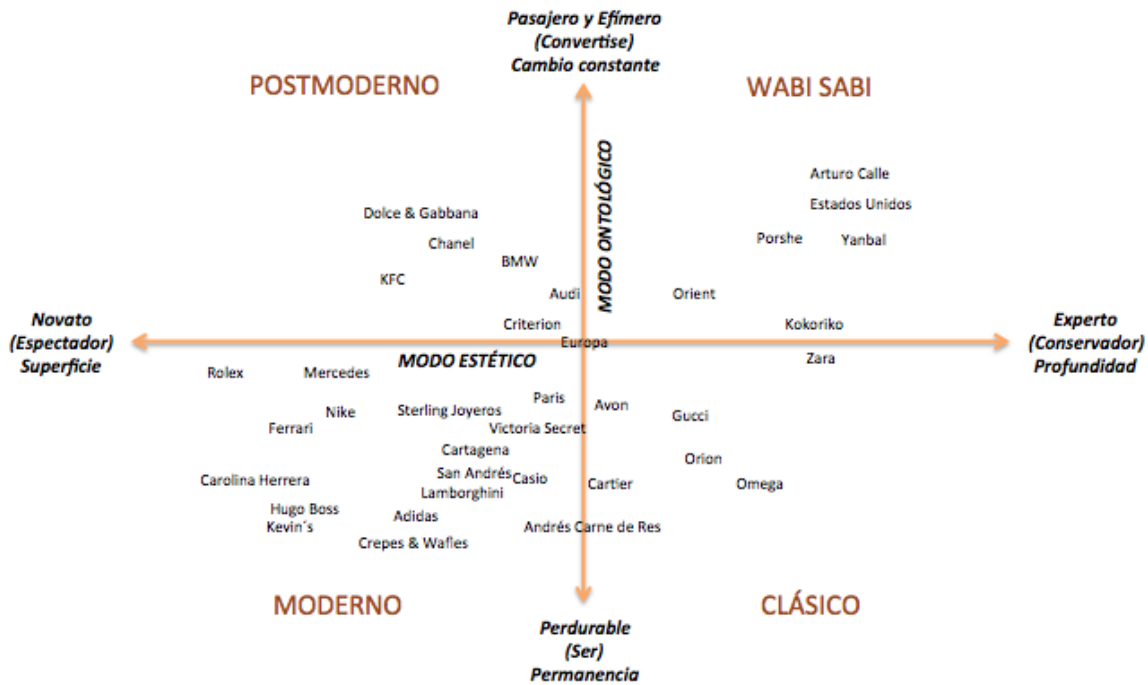 Pasajero y Efímero
(Convertise)
Cambio constante
POSTMODERNO
WABI SABI
MODO ONTOLÓGICO
Arturo Calle
Estados Unidos
Dolce & Gabbana
Chanel
Porshe
Yanbal
BMW
KFC
Audi
Orient
Criterion
Kokoriko
Europa
Novato
(Espectador)
Superficie
MODO ESTÉTICO
Experto
(Conservador)
Profundidad
Zara
Rolex
Mercedes
Nike
Sterling Joyeros
Paris
Avon
Gucci
Ferrari
Victoria Secret
Cartagena
Orion
San Andrés
Casio
Carolina Herrera
Lamborghini
Cartier
Omega
Hugo Boss
Kevin´s
Adidas
Andrés Carne de Res
Crepes & Wafles
MODERNO
CLÁSICO
Perdurable
(Ser)
Permanencia